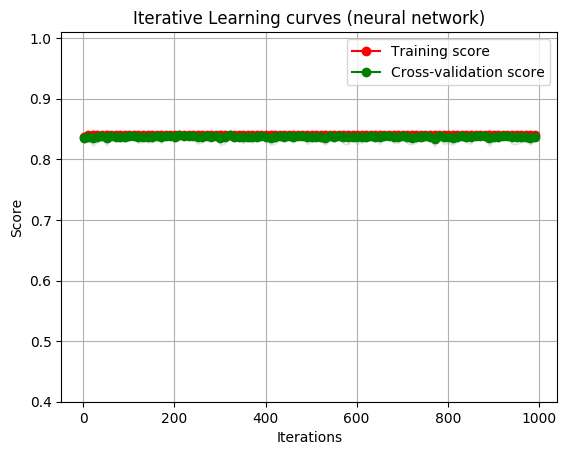 Iterative Learning curves (neural network)
Training score
Cross-validation score
1.0
0.9
0.8
0.7
0.6
0.5
0.4
Score
0 200 400 600 800 1000
Iterations